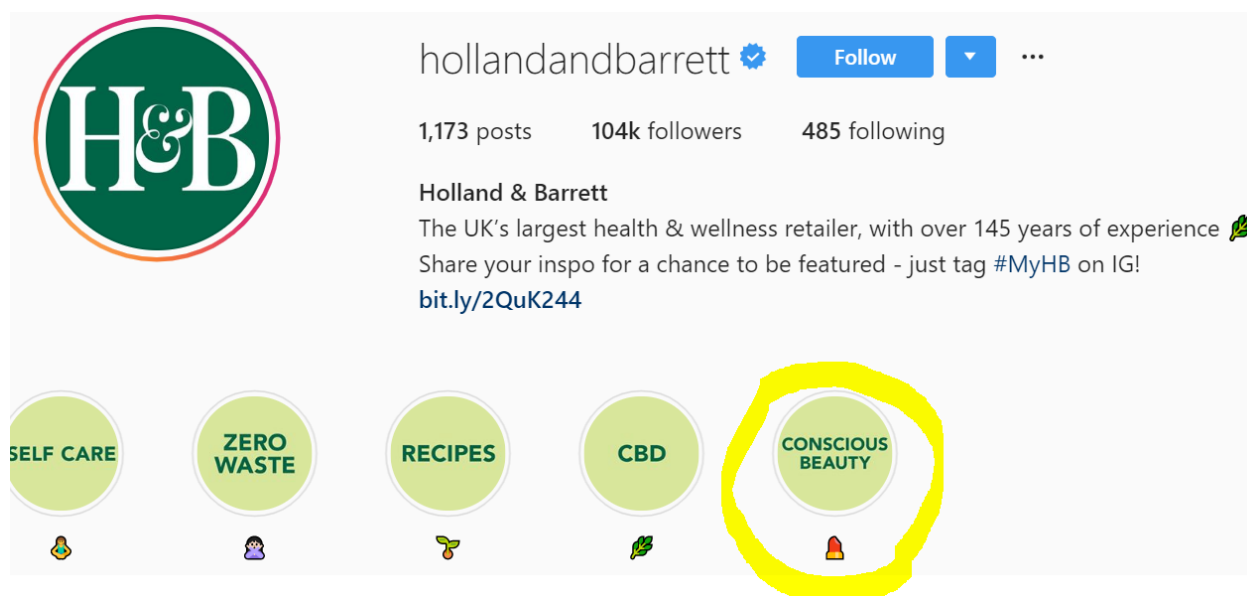 H&B
hollandandbarrett Follow
1,173 posts 104k followers 485 following
Holland & Barrett
The UK’s largest health & wellness retailer, with over 145 years of experience
Share your inspo for a chance to be featured - just tag #MyHB on IG!
bit.ly/2QuK244
SELF CARE
ZERO
WASTE
RECIPES
CBD
CONSCIOUS
BEAUTY